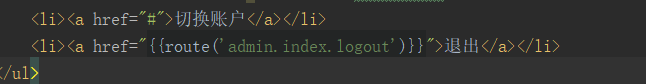 <li><a href="#">切换账户</a></li>
<li><a href="{{route('admin.index.logout')}}">退出</a></li>
</ul>